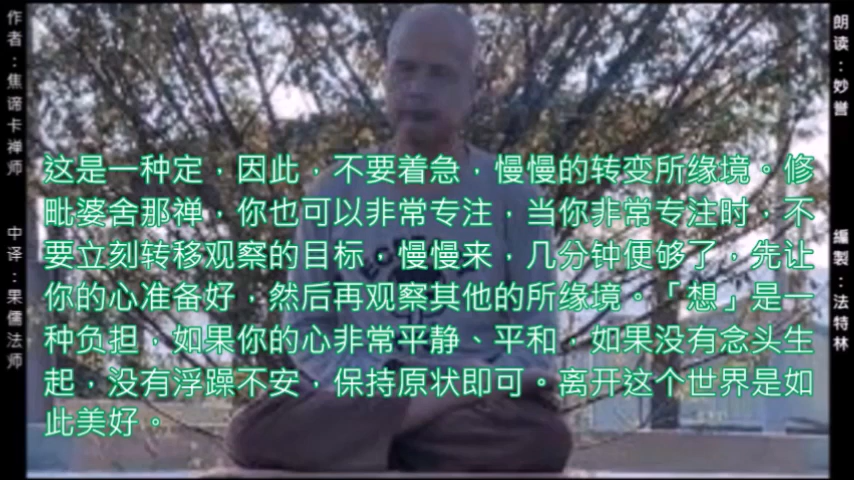 作者：焦谛卡禅师
中译：果儒法师
这是一种定，因此，不要着急，慢慢的转变所缘境。修
毗婆舍那禅，你也可以非常专注，当你非常专注时，不
要立刻转移观察的目标，慢慢来，几分钟便够了，先让
你的心准备好，然后再观察其他的所缘境。「想」是一
种负担，如果你的心非常平静、平和，如果没有念头生
起，没有浮躁不安，保持原状即可。离开这个世界是如
此美好。
朗读：妙誉
編製：法特林